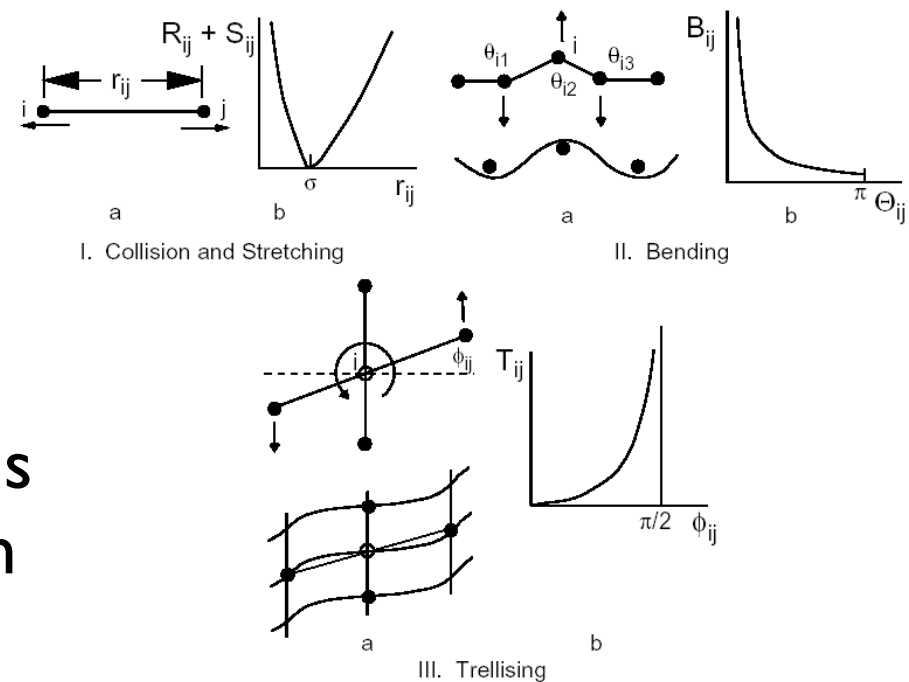 R_ij + S_ij
r_ij
i
j
σ
r_ij
a
b
I. Collision and Stretching
θ_i1
i
θ_i2
θ_i3
B_ij
π
Θ_ij
a
b
II. Bending
i
ϕ_ij
T_ij
π/2
ϕ_ij
a
b
III. Trellising
s